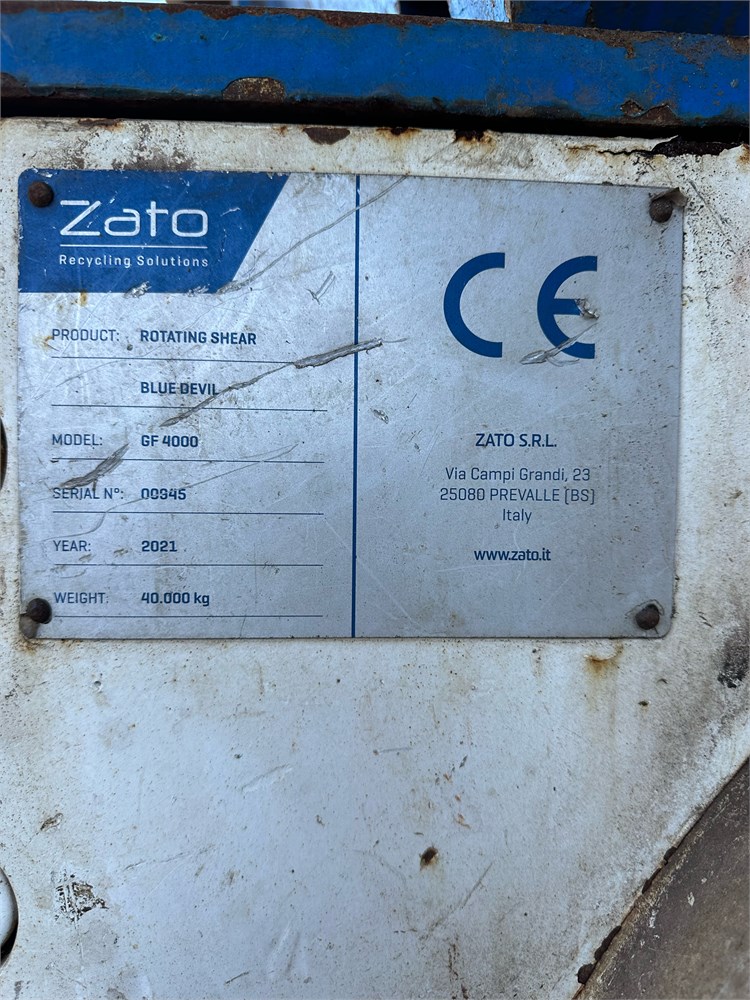 Zato
Recycling Solutions
PRODUCT: ROTATING SHEAR
BLUE DEVIL
MODEL: GF 4000
SERIAL N°: 00945
YEAR: 2021
WEIGHT: 40.000 kg
CE
ZATO S.R.L.
Via Campi Grandi, 23
25080 PREVALLE (BS)
Italy
www.zato.it